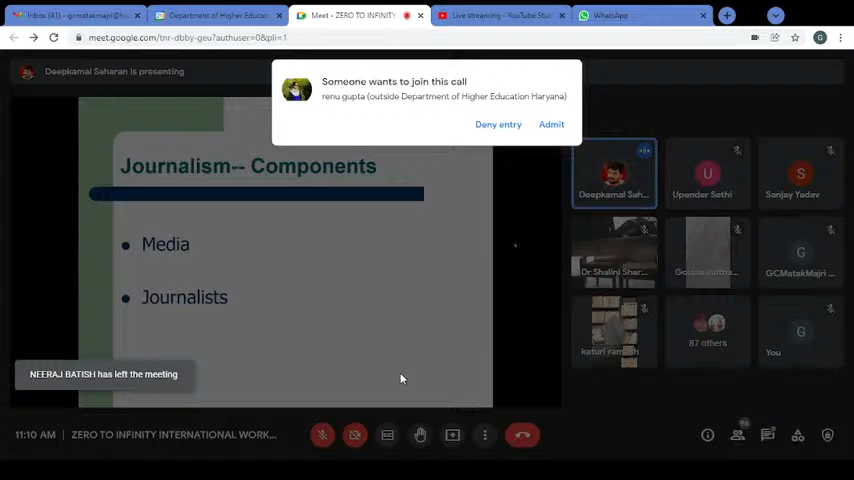 Inbox (41) - gcmatakmajri@h
Department of Higher Educatio
Meet - ZERO TO INFINITY
Live streaming - YouTube Stud
WhatsApp
meet.google.com/tnr-dbby-geu?authuser=0&pli=1
G
Deepkamal Saharan is presenting
Someone wants to join this call
renu gupta (outside Department of Higher Education Haryana)
Deny entry
Admit
Journalism-- Components
Media
Journalists
U
S
Deepkamal Sah...
Upender Sethi
Sanjay Yadav
G
Dr Shalini Shar...
GCMatakMajri ...
G
katuri ramesh
87 others
You
NEERAJ BATISH has left the meeting
11:10 AM | ZERO TO INFINITY INTERNATIONAL WORK...
96